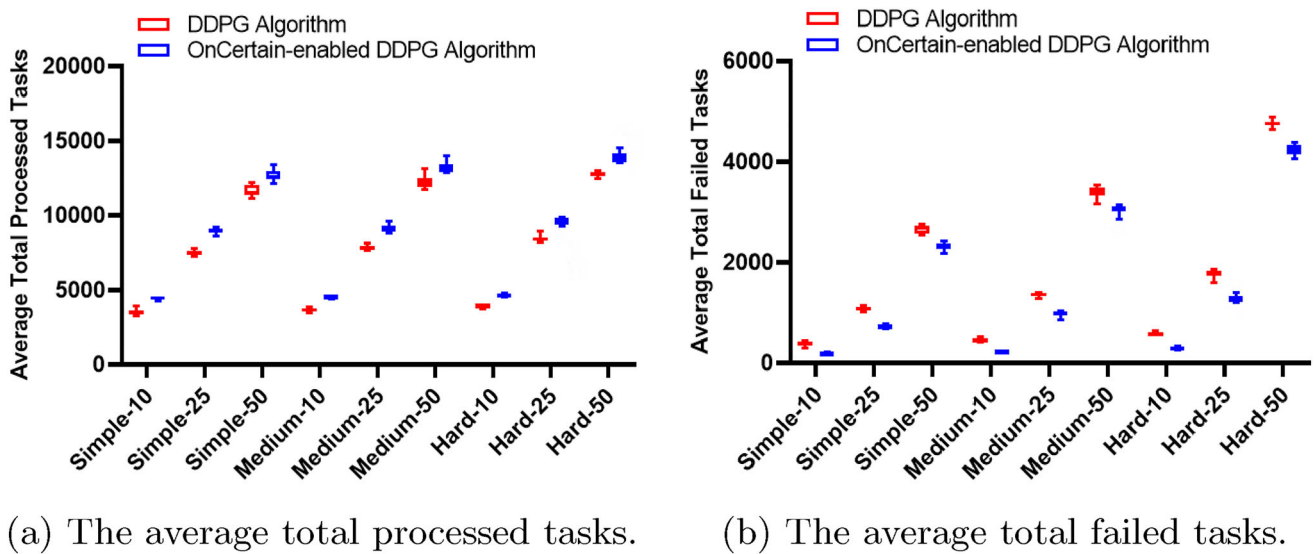 DDPG Algorithm
OnCertain-enabled DDPG Algorithm
Average Total Processed Tasks
20000
15000
10000
5000
0
Simple-10
Simple-25
Simple-50
Medium-10
Medium-25
Medium-50
Hard-10
Hard-25
Hard-50
(a) The average total processed tasks.
DDPG Algorithm
OnCertain-enabled DDPG Algorithm
Average Total Failed Tasks
6000
4000
2000
0
Simple-10
Simple-25
Simple-50
Medium-10
Medium-25
Medium-50
Hard-10
Hard-25
Hard-50
(b) The average total failed tasks.